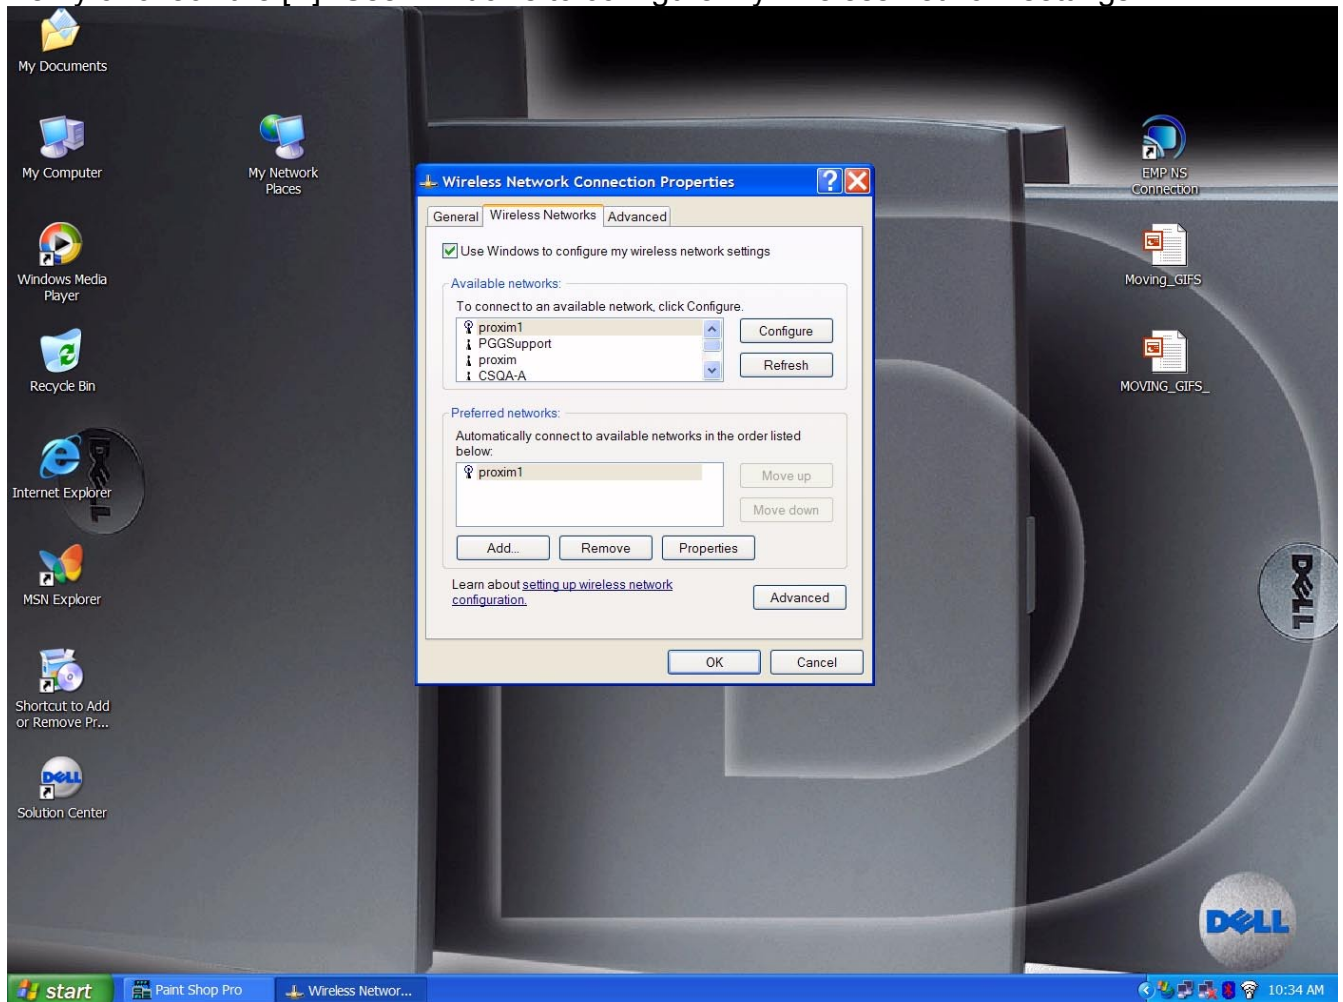 My Documents
My Computer
My Network
Places
EMP NS
Connection
Windows Media
Player
Moving_GIFS
Recycle Bin
MOVING_GIFS_
Internet Explorer
MSN Explorer
Shortcut to Add
or Remove Pr...
DELL
Solution Center
Wireless Network Connection Properties
General Wireless Networks Advanced
Use Windows to configure my wireless network settings
Available networks:
To connect to an available network, click Configure.
proxim1
PGGSupport
proxim
CSQA-A
Configure
Refresh
Preferred networks:
Automatically connect to available networks in the order listed
below:
proxim1
Move up
Move down
Add... Remove Properties
Learn about setting up wireless network
configuration.
Advanced
OK Cancel
DELL
DELL
DELL
start Paint Shop Pro Wireless Networ... 10:34 AM